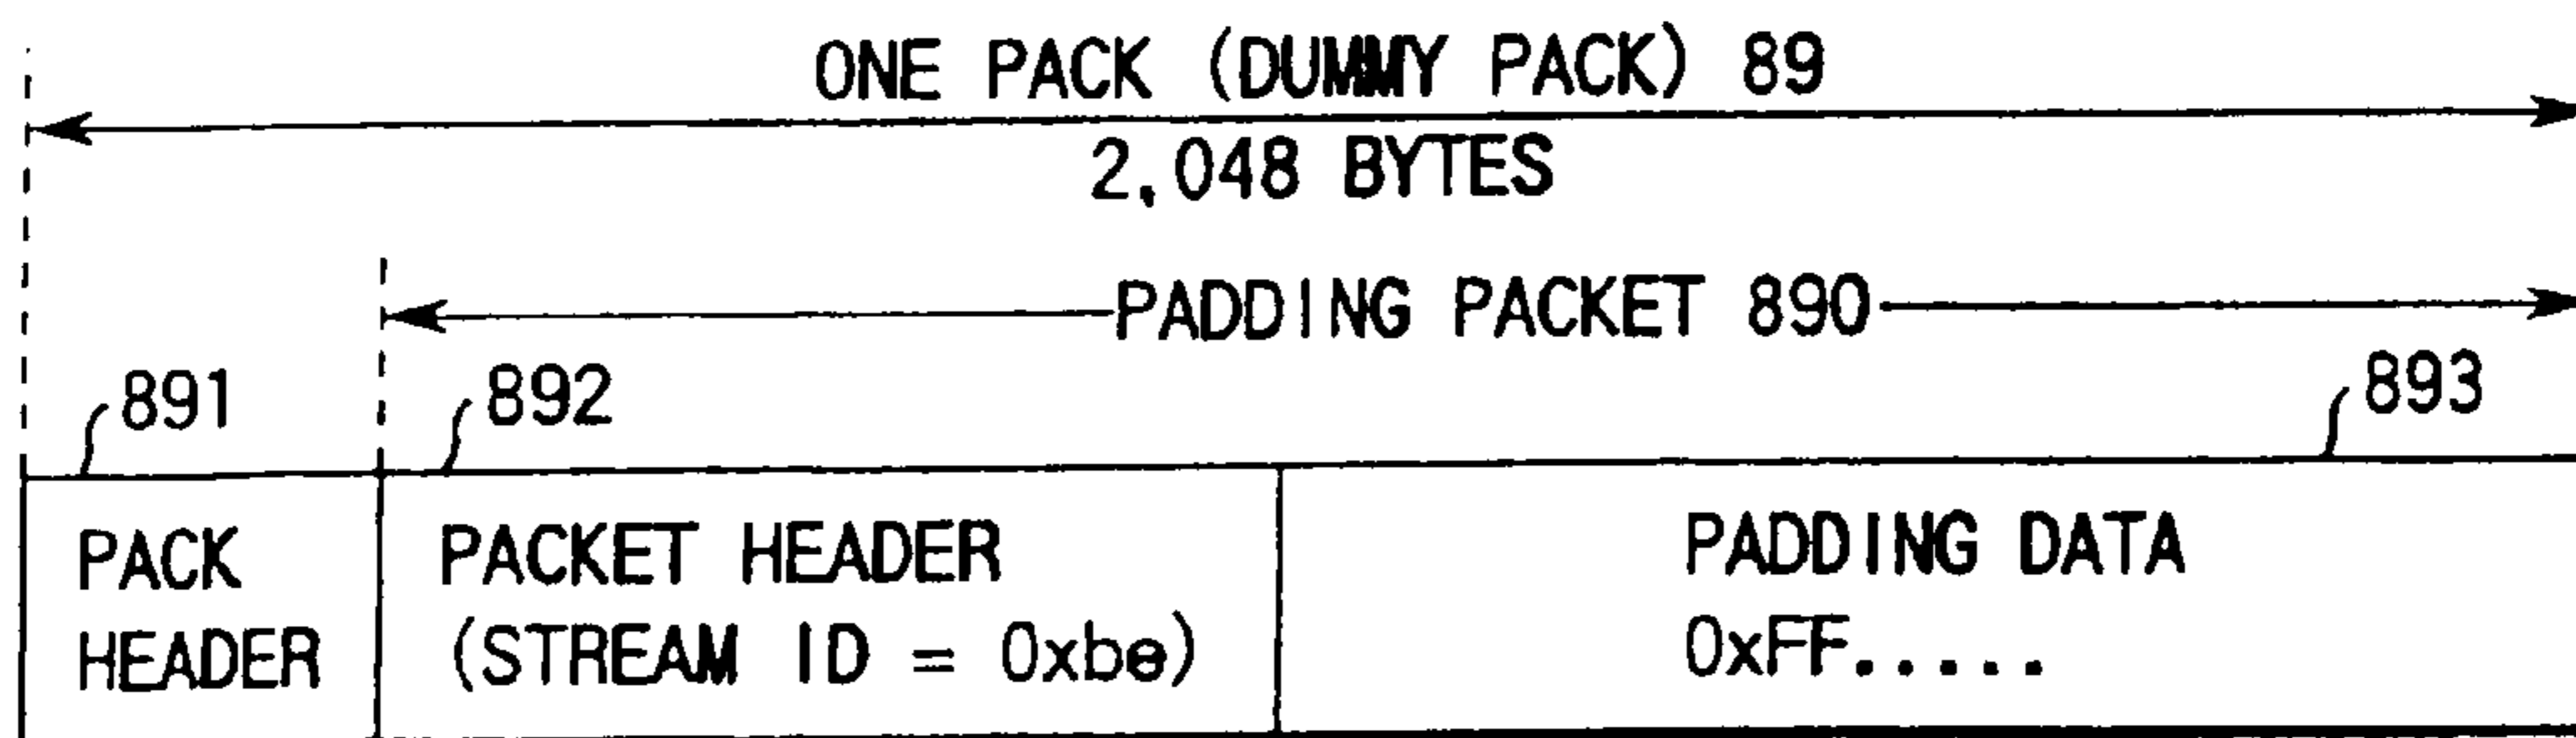 ONE PACK (DUMMY PACK) 89
2,048 BYTES
PADDING PACKET 890
891
892
893
PACK
HEADER
PACKET HEADER
(STREAM ID = 0xbe)
PADDING DATA
0xFF.....